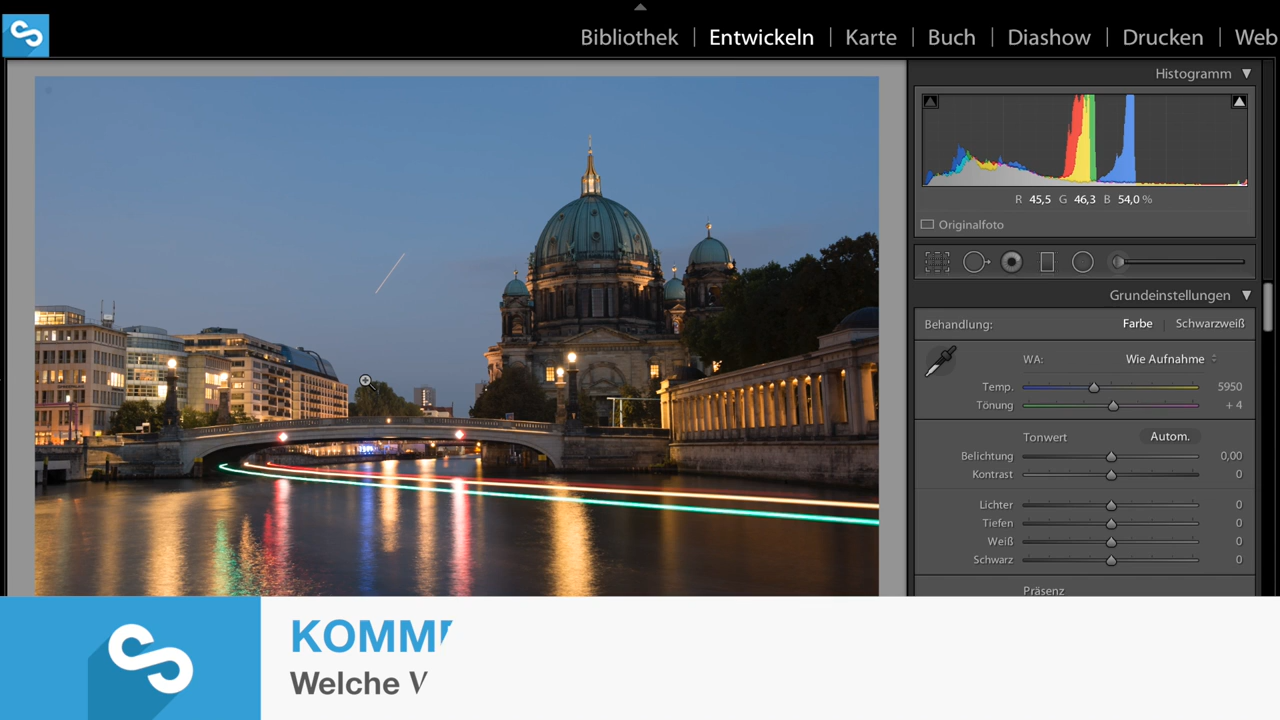 Bibliothek | Entwickeln | Karte | Buch | Diashow | Drucken | Web
Histogramm
R 45,5 G 46,3 B 54,0 %
Originalfoto
Grundeinstellungen
Behandlung: Farbe | Schwarzweiß
WA: Wie Aufnahme
Temp. 5950
Tönung + 4
Tonwert Autom.
Belichtung 0,00
Kontrast 0
Lichter 0
Tiefen 0
Weiß 0
Schwarz 0
Präsenz
KOMM
Welche V